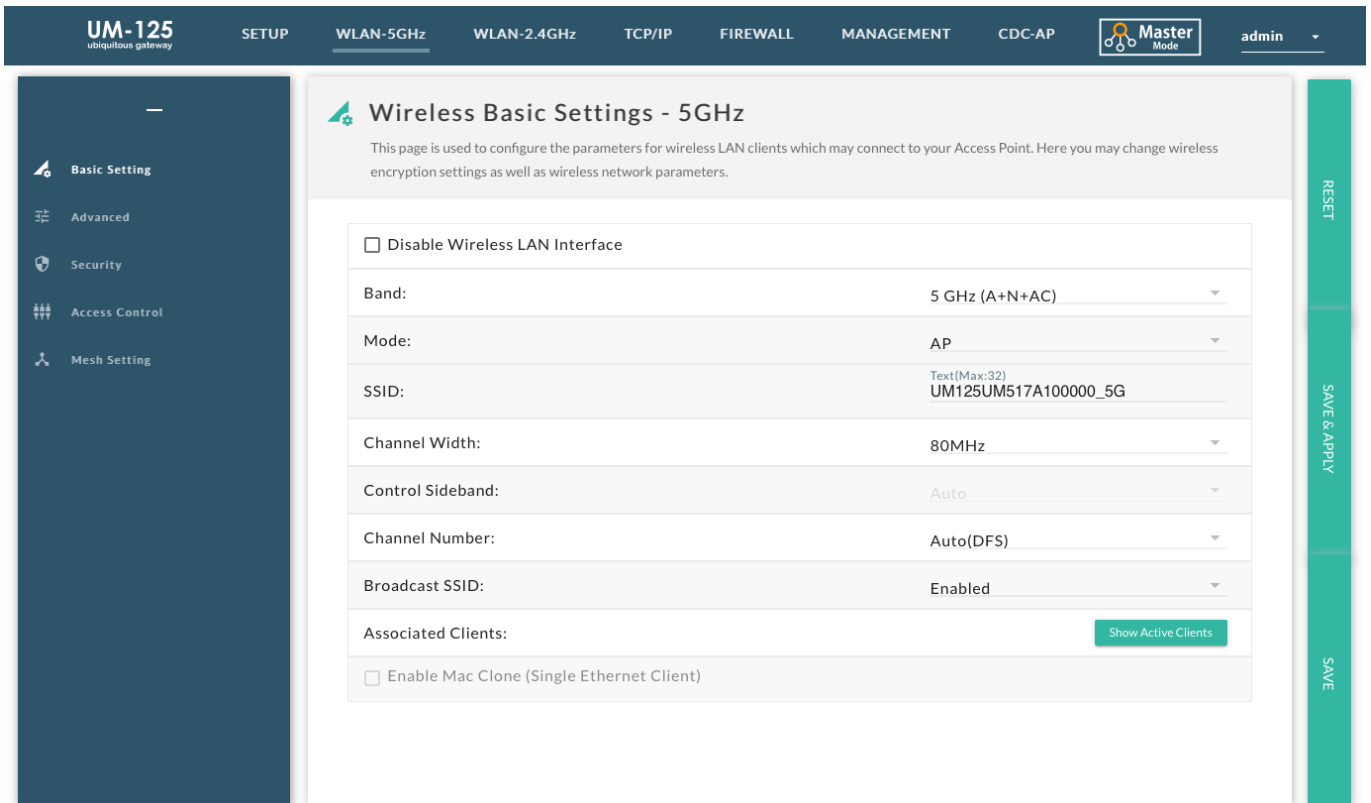 UM-125
ubiquitous gateway
SETUP
WLAN-5GHz
WLAN-2.4GHz
TCP/IP
FIREWALL
MANAGEMENT
CDC-AP
Master
Mode
admin
Basic Setting
Advanced
Security
Access Control
Mesh Setting
Wireless Basic Settings - 5GHz
This page is used to configure the parameters for wireless LAN clients which may connect to your Access Point. Here you may change wireless
encryption settings as well as wireless network parameters.
Disable Wireless LAN Interface
Band:
5 GHz (A+N+AC)
Mode:
AP
SSID:
Text(Max:32)
UM125UM517A100000_5G
Channel Width:
80MHz
Control Sideband:
Auto
Channel Number:
Auto(DFS)
Broadcast SSID:
Enabled
Associated Clients:
Show Active Clients
Enable Mac Clone (Single Ethernet Client)
RESET
SAVE & APPLY
SAVE